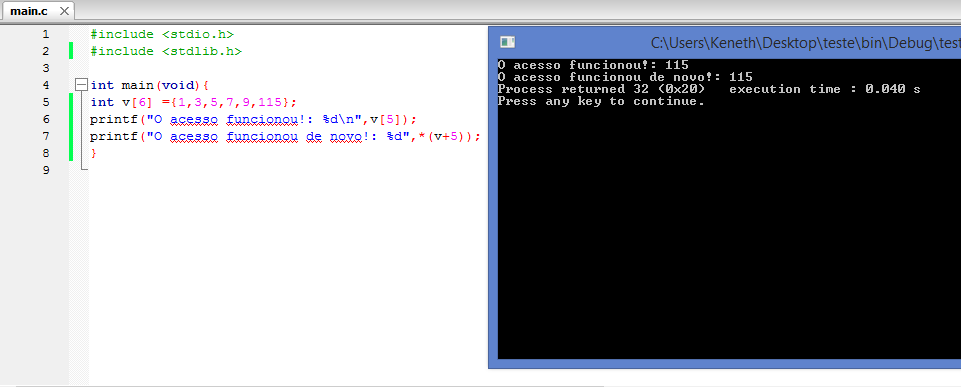 main.c
1 #include <stdio.h>
2 #include <stdlib.h>
3
4 int main(void){
5 int v[6] ={1,3,5,7,9,115};
6 printf("O acesso funcionou!: %d\n",v[5]);
7 printf("O acesso funcionou de novo!: %d",*(v+5));
8 }
9
C:\Users\Keneth\Desktop\teste\bin\Debug\test
O acesso funcionou!: 115
O acesso funcionou de novo!: 115
Process returned 32 (0x20) execution time : 0.040 s
Press any key to continue.